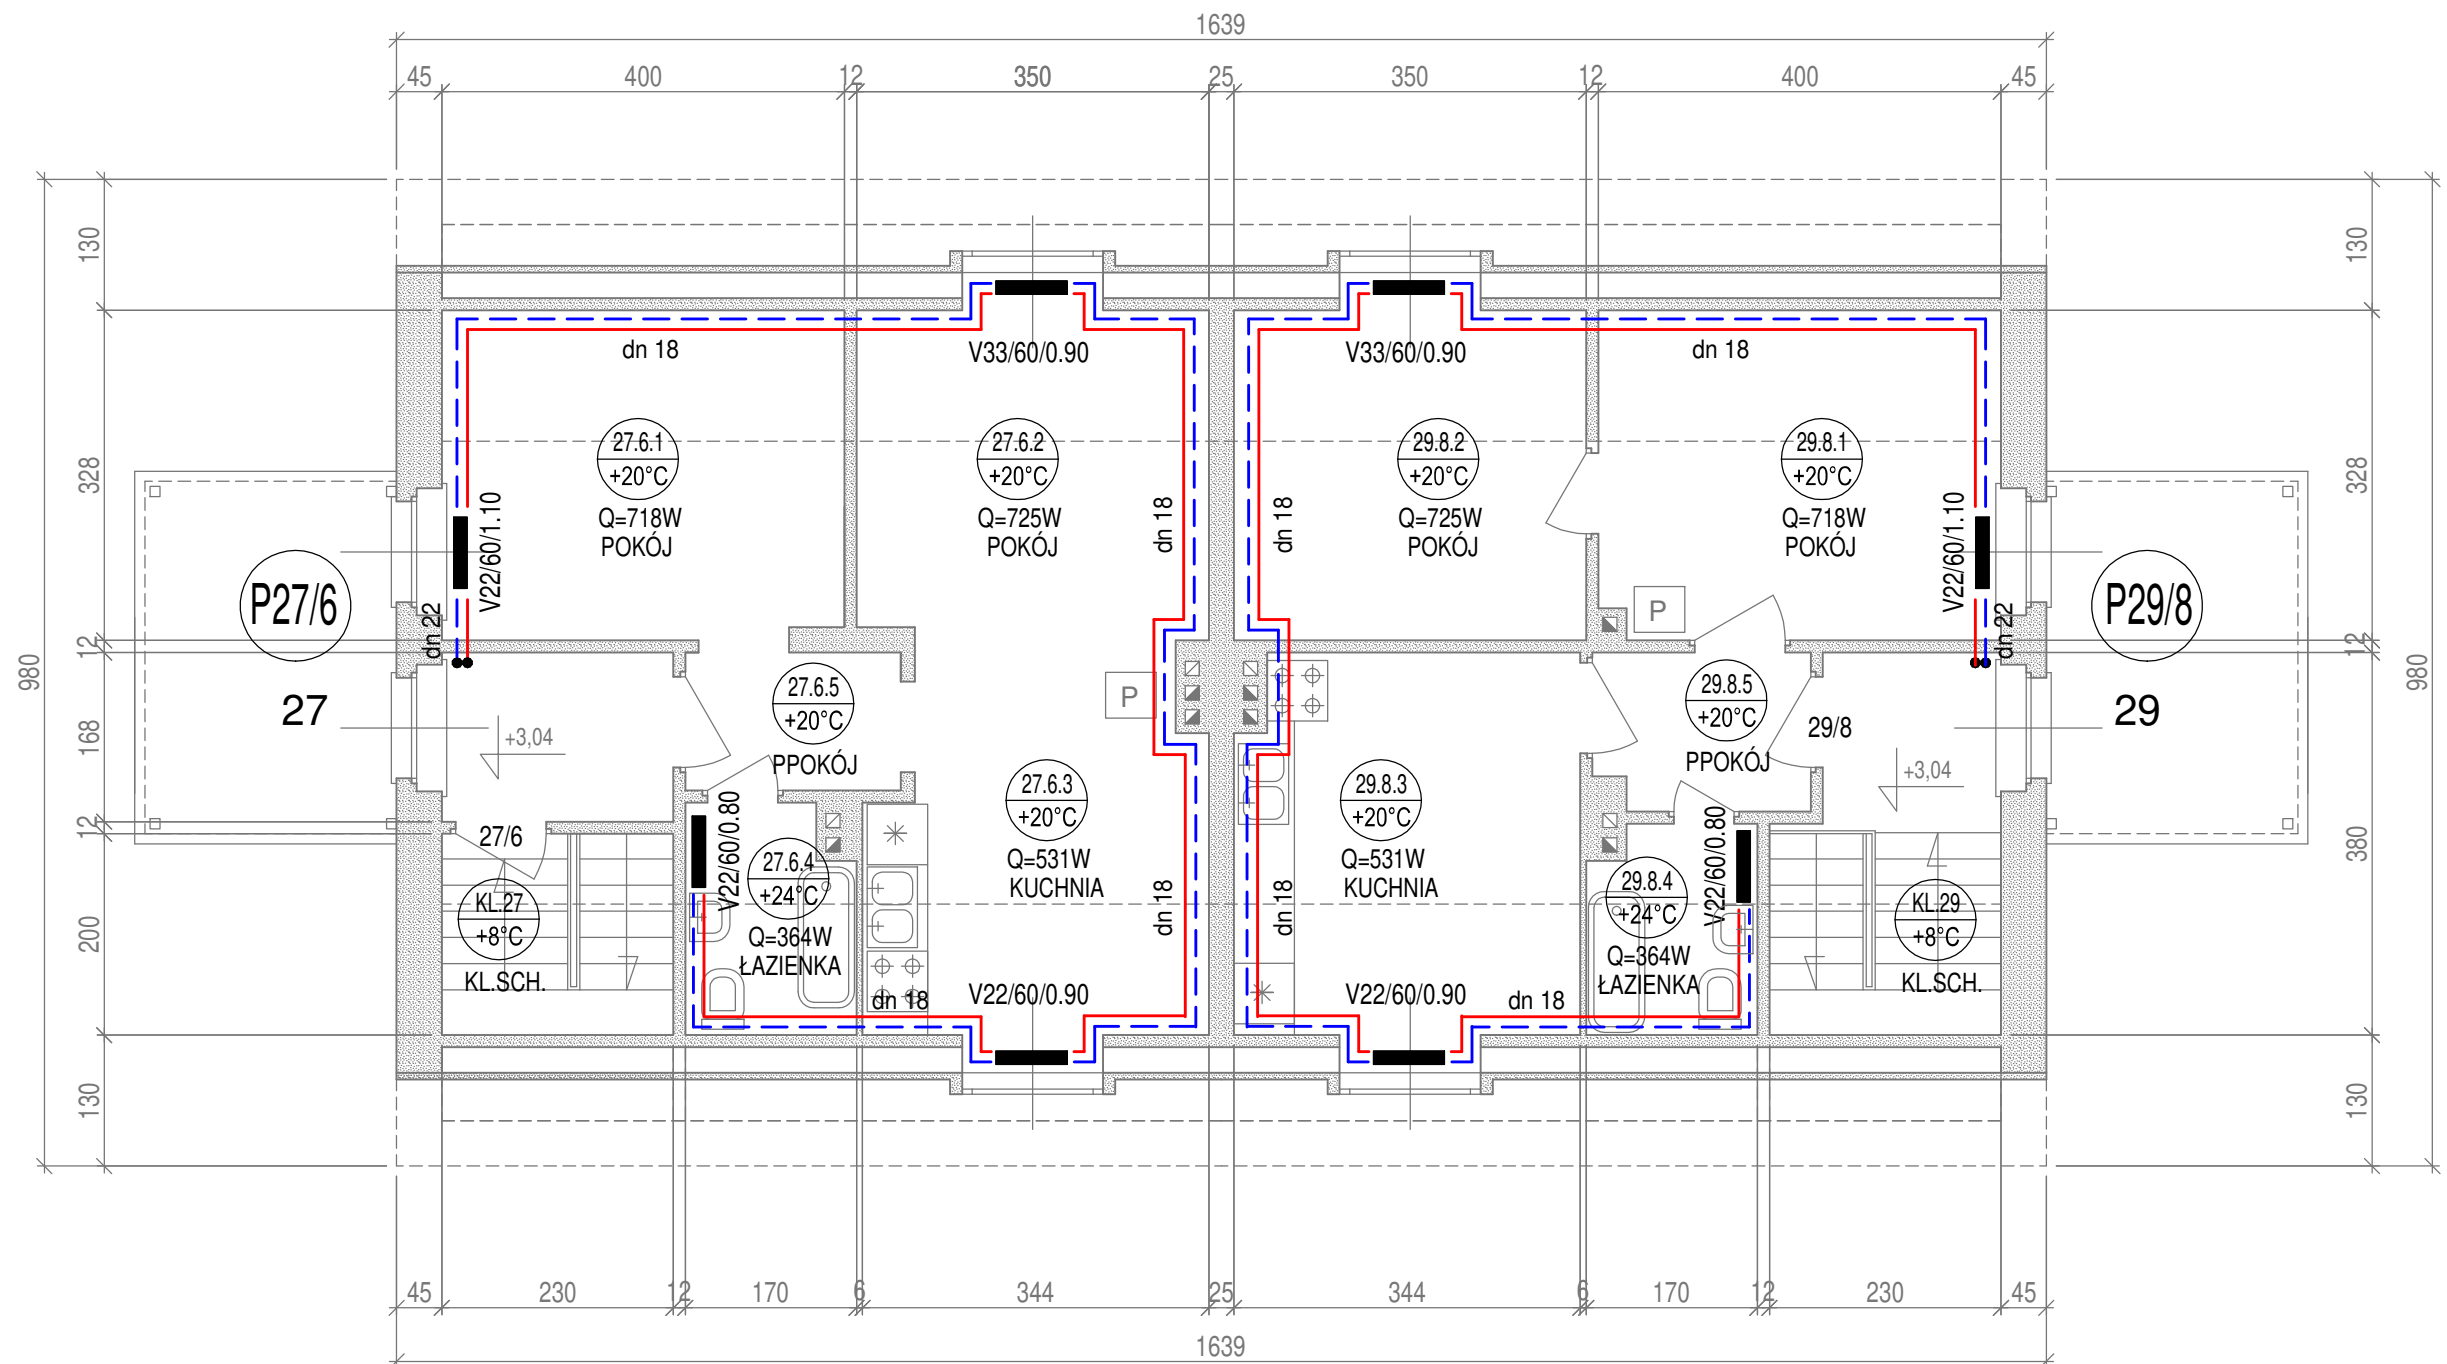 1639
45 400 12 350 25 350 12 400 45
130
130
dn 18
V33/60/0.90
V33/60/0.90
dn 18
27.6.1
+20°C
Q=718W
POKÓJ
27.6.2
+20°C
Q=725W
POKÓJ
29.8.2
+20°C
Q=725W
POKÓJ
29.8.1
+20°C
Q=718W
POKÓJ
328
328
V22/60/1.10
dn 18
dn 18
V22/60/1.10
P27/6
P29/8
dn 22
dn 22
P
P
12
12
980
980
27
29
27.6.5
+20°C
PPOKÓJ
29.8.5
+20°C
PPOKÓJ
29/8
168
+3,04
+3,04
27.6.3
+20°C
Q=531W
KUCHNIA
29.8.3
+20°C
Q=531W
KUCHNIA
12
27/6
V22/60/0.80
V22/60/0.80
380
27.6.4
+24°C
Q=364W
ŁAZIENKA
29.8.4
+24°C
Q=364W
ŁAZIENKA
KL.27
+8°C
KL.SCH.
KL.29
+8°C
KL.SCH.
200
dn 18
dn 18
dn 18
V22/60/0.90
V22/60/0.90
dn 18
130
130
45 230 12 170 6 344 25 344 6 170 12 230 45
1639